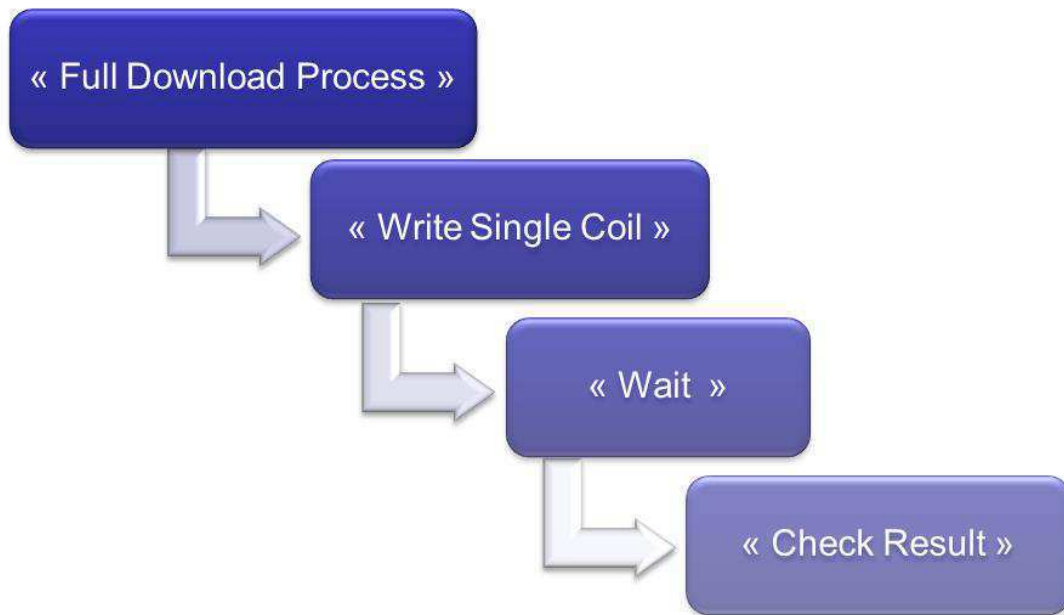 « Full Download Process »
« Write Single Coil »
« Wait  »
« Check Result »